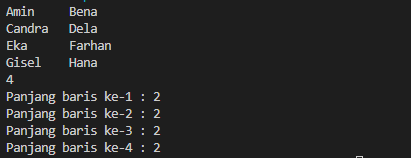 Amin    Bena
Candra  Dela
Eka     Farhan
Gisel   Hana
4
Panjang baris ke-1 : 2
Panjang baris ke-2 : 2
Panjang baris ke-3 : 2
Panjang baris ke-4 : 2